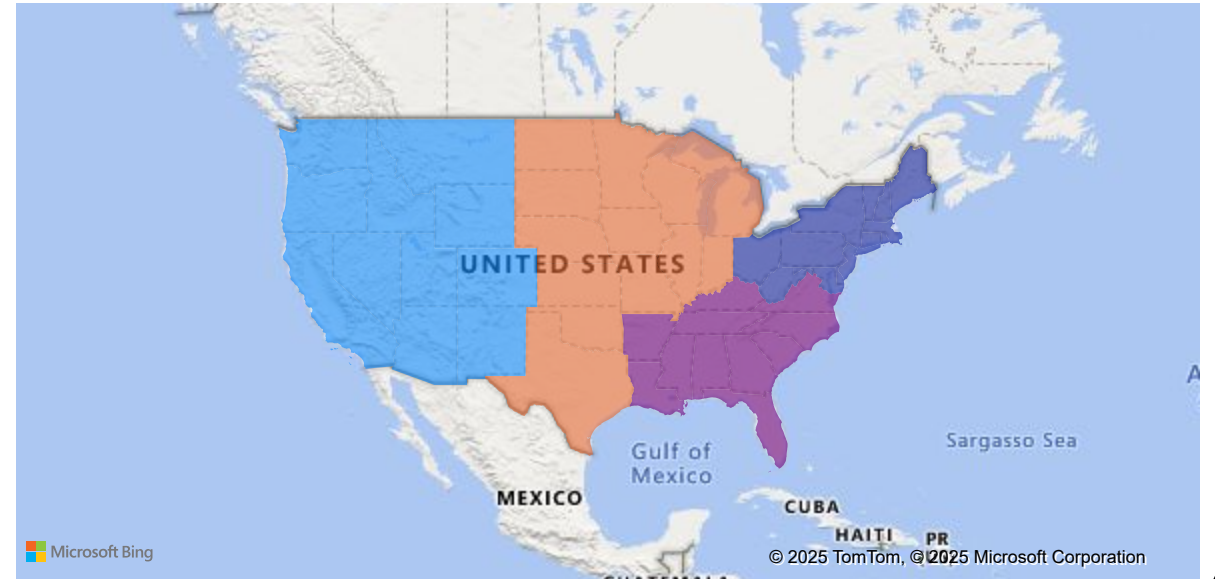 UNITED STATES
Gulf of
Mexico
Sargasso Sea
MEXICO
CUBA
HAITI
PR
Microsoft Bing
© 2025 TomTom, © 2025 Microsoft Corporation